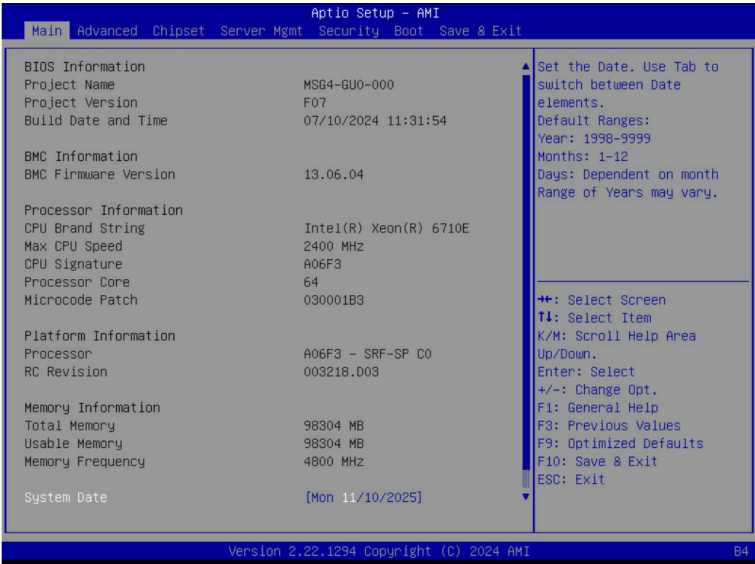 Aptio Setup – AMI
Main Advanced Chipset Server Mgmt Security Boot Save & Exit
BIOS Information
Project Name MSG4-GU0-000
Project Version F07
Build Date and Time 07/10/2024 11:31:54
BMC Information
BMC Firmware Version 13.06.04
Processor Information
CPU Brand String Intel(R) Xeon(R) 6710E
Max CPU Speed 2400 MHz
CPU Signature A06F3
Processor Core 64
Microcode Patch 030001B3
Platform Information
Processor A06F3 - SRF-SP C0
RC Revision 003218.D03
Memory Information
Total Memory 98304 MB
Usable Memory 98304 MB
Memory Frequency 4800 MHz
System Date [Mon 11/10/2025]
Set the Date. Use Tab to
switch between Date
elements.
Default Ranges:
Year: 1998-9999
Months: 1-12
Days: Dependent on month
Range of Years may vary.
→←: Select Screen
↑↓: Select Item
K/M: Scroll Help Area
Up/Down.
Enter: Select
+/-: Change Opt.
F1: General Help
F3: Previous Values
F9: Optimized Defaults
F10: Save & Exit
ESC: Exit
Version 2.22.1294 Copyright (C) 2024 AMI
B4